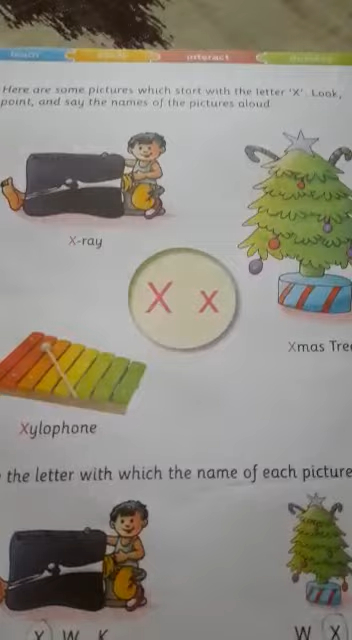 interact
Here are some pictures which start with the letter 'X'. Look,
point, and say the names of the pictures aloud
X-ray
X x
Xmas Tree
Xylophone
the letter with which the name of each picture
X W K
W X